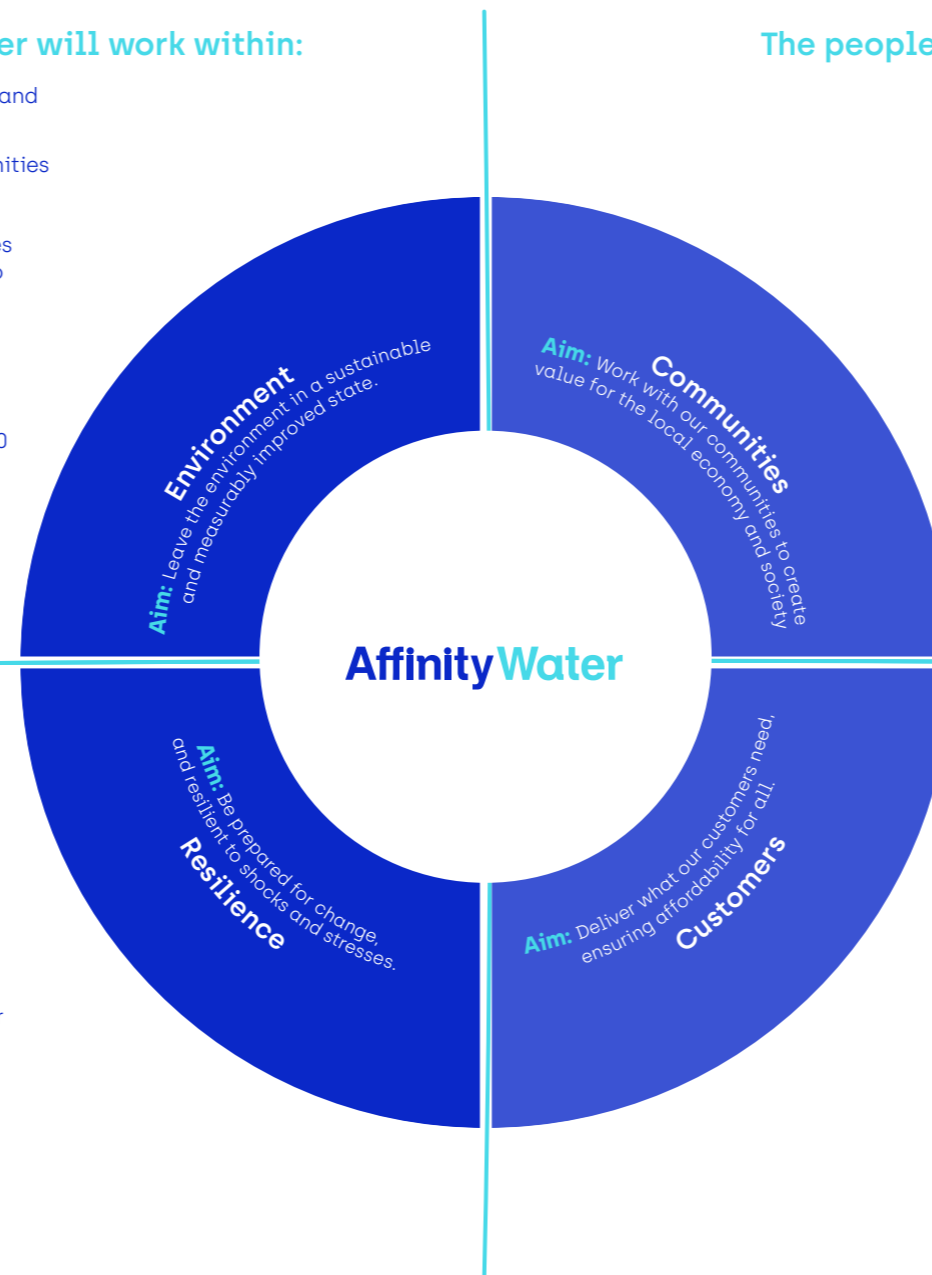 er will work within:
The people
and
nities
es
o
0
Environment
Aim: Leave the environment in a sustainable
and measurably improved state.
Communities
Aim: Work with our communities to create
value for the local economy and society
AffinityWater
Aim: Be prepared for change,
and resilient to shocks and stresses.
Resilience
Aim: Deliver what our customers need,
ensuring affordability for all.
Customers
r